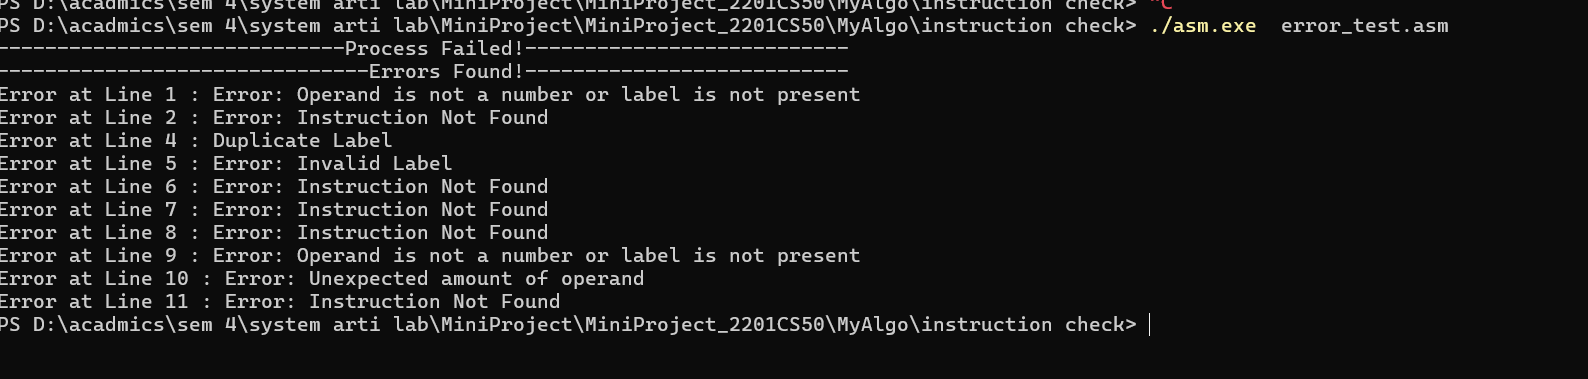 PS D:\acadmics\sem 4\system arti lab\MiniProject\MiniProject_2201CS50\MyAlgo\instruction check> ^C
PS D:\acadmics\sem 4\system arti lab\MiniProject\MiniProject_2201CS50\MyAlgo\instruction check> ./asm.exe  error_test.asm
-----------------------------Process Failed!---------------------------
-------------------------------Errors Found!---------------------------
Error at Line 1 : Error: Operand is not a number or label is not present
Error at Line 2 : Error: Instruction Not Found
Error at Line 4 : Duplicate Label
Error at Line 5 : Error: Invalid Label
Error at Line 6 : Error: Instruction Not Found
Error at Line 7 : Error: Instruction Not Found
Error at Line 8 : Error: Instruction Not Found
Error at Line 9 : Error: Operand is not a number or label is not present
Error at Line 10 : Error: Unexpected amount of operand
Error at Line 11 : Error: Instruction Not Found
PS D:\acadmics\sem 4\system arti lab\MiniProject\MiniProject_2201CS50\MyAlgo\instruction check>